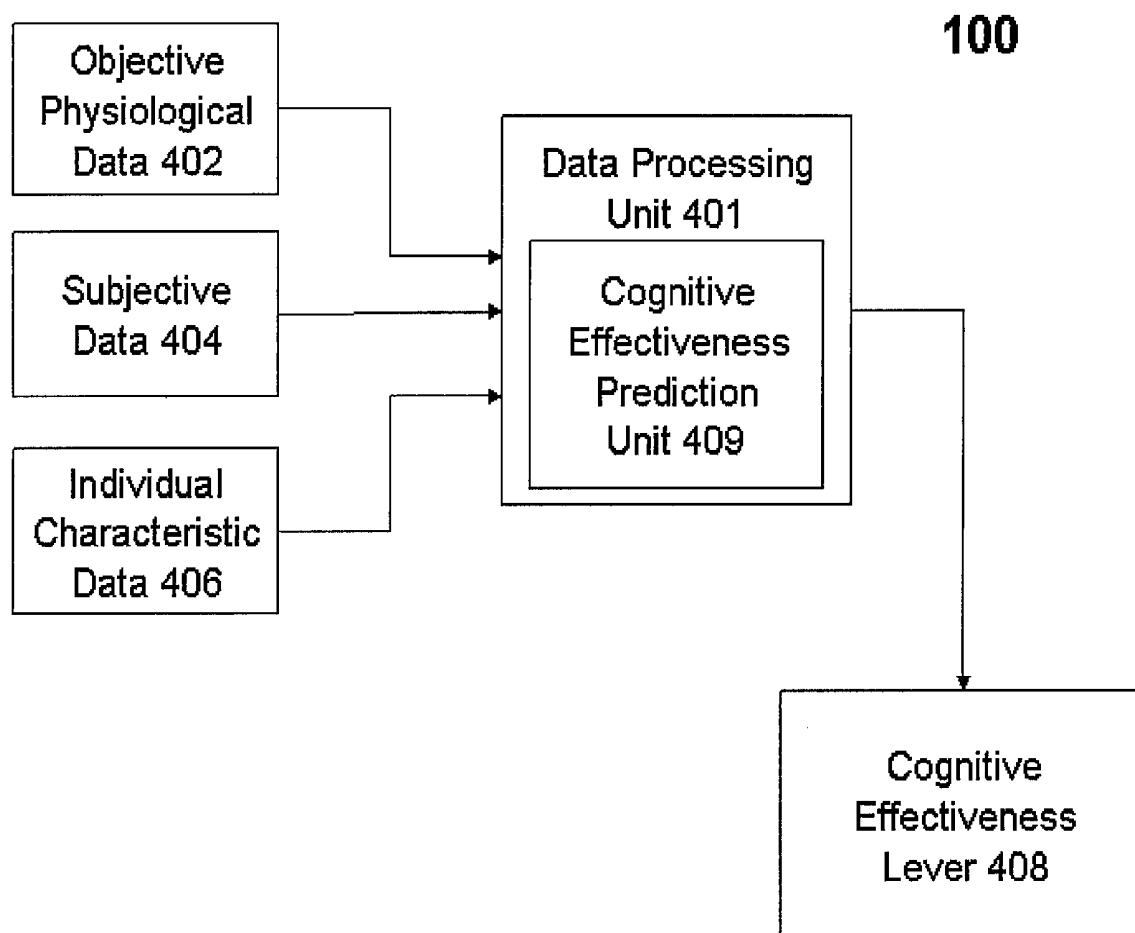 100
Objective
Physiological
Data 402
Subjective
Data 404
Individual
Characteristic
Data 406
Data Processing
Unit 401
Cognitive
Effectiveness
Prediction
Unit 409
Cognitive
Effectiveness
Lever 408